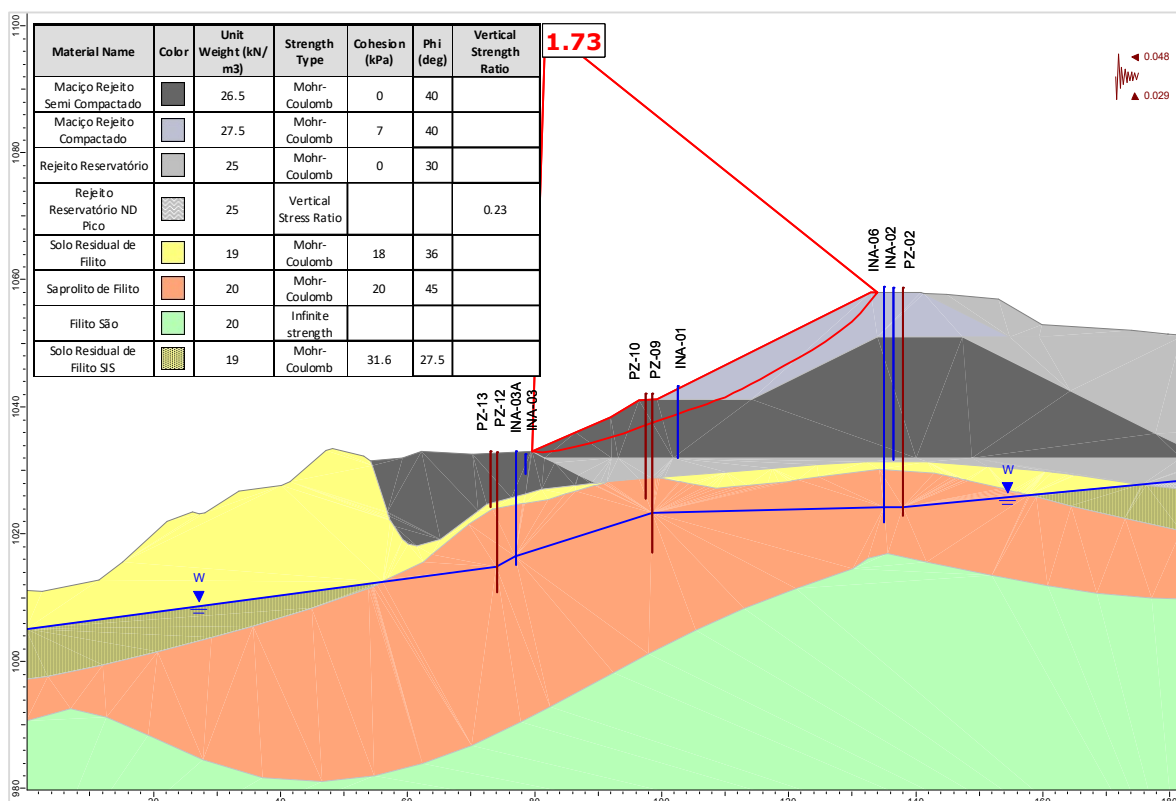 1100
1080
1060
1040
1020
1000
980
Material Name Color Unit Weight (kN/ m3) Strength Type Cohesion (kPa) Phi (deg) Vertical Strength Ratio
Maciço Rejeito Semi Compactado 26.5 Mohr- Coulomb 0 40
Maciço Rejeito Compactado 27.5 Mohr- Coulomb 7 40
Rejeito Reservatório 25 Mohr- Coulomb 0 30
Rejeito Reservatório ND Pico 25 Vertical Stress Ratio 0.23
Solo Residual de Filito 19 Mohr- Coulomb 18 36
Saprolito de Filito 20 Mohr- Coulomb 20 45
Filito São 20 Infinite strength
Solo Residual de Filito SIS 19 Mohr- Coulomb 31.6 27.5
1.73
0.048
0.029
PZ-13
PZ-12
INA-03A
INA-03
PZ-10
PZ-09
INA-01
INA-06
INA-02
PZ-02
W
W
20
40
60
80
100
120
140
160
180